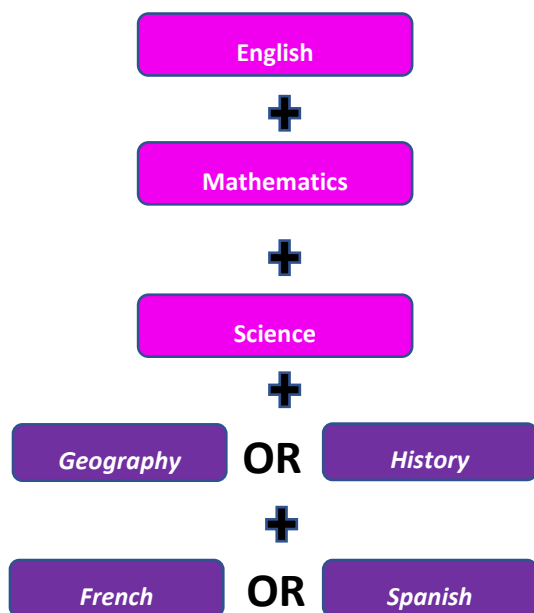 English
Mathematics
Science
Geography OR History
French OR Spanish